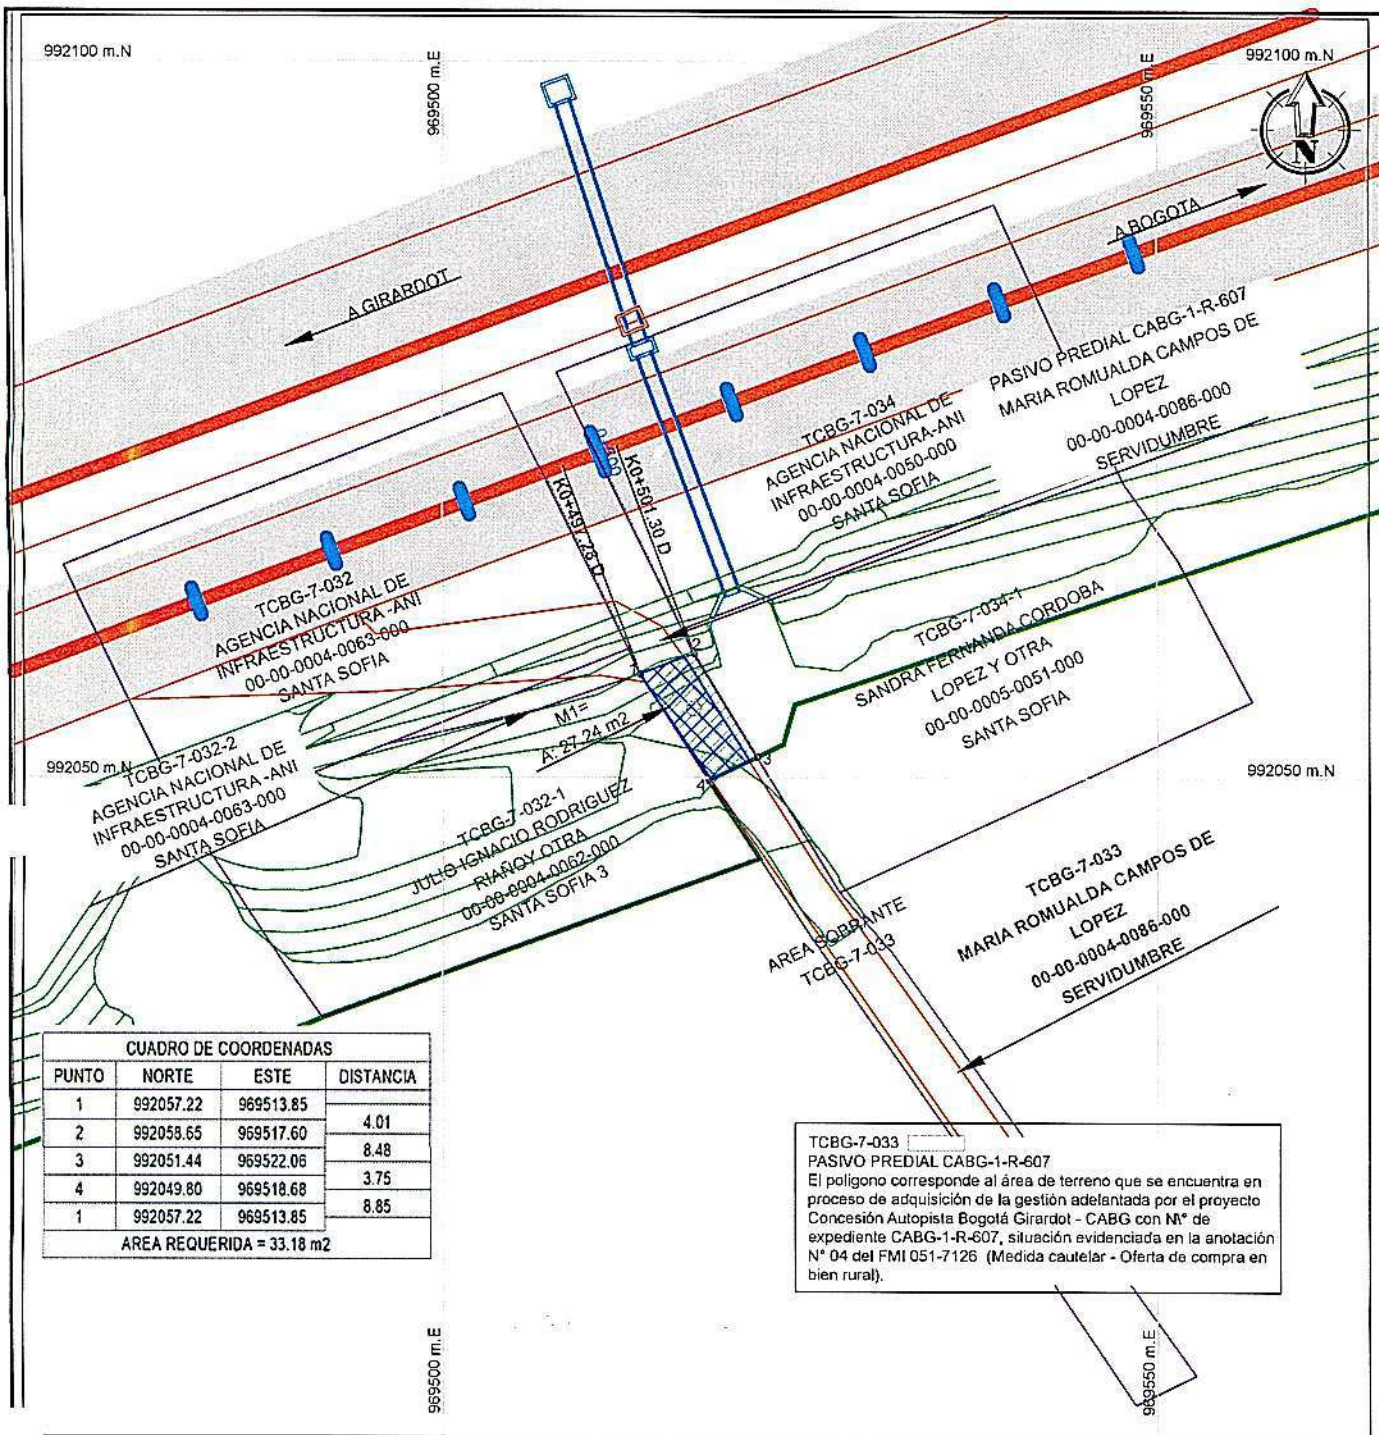 992100 m.N
969500 m.E
969550 m.E
992100 m.N
N
A BOGOTA
A GIRARDOT
PASIVO PREDIAL CABG-1-R-607
MARIA ROMUALDA CAMPOS DE
LOPEZ
00-00-0004-0086-000
SERVIDUMBRE
TCBG-7-034
AGENCIA NACIONAL DE
INFRAESTRUCTURA-ANI
00-00-0004-0050-000
SANTA SOFIA
K0+501.30 D
K0+497.28 D
TCBG-7-032
AGENCIA NACIONAL DE
INFRAESTRUCTURA -ANI
00-00-0004-0063-000
SANTA SOFIA
1
2
3
4
M1=
A: 27.24 m2
TCBG-7-034-1
SANDRA FERNANDA CORDOBA
LOPEZ Y OTRA
00-00-0005-0051-000
SANTA SOFIA
992050 m.N
992050 m.N
TCBG-7-032-2
AGENCIA NACIONAL DE
INFRAESTRUCTURA -ANI
00-00-0004-0063-000
SANTA SOFIA
TCBG-7-032-1
JULIO IGNACIO RODRIGUEZ
RIAÑOY OTRA
00-00-0004-0062-000
SANTA SOFIA 3
AREA SOBRANTE
TCBG-7-033
TCBG-7-033
MARIA ROMUALDA CAMPOS DE
LOPEZ
00-00-0004-0086-000
SERVIDUMBRE
CUADRO DE COORDENADAS
PUNTO NORTE ESTE DISTANCIA
1 992057.22 969513.85
4.01
2 992058.65 969517.60
8.48
3 992051.44 969522.06
3.75
4 992049.80 969518.68
8.85
1 992057.22 969513.85
AREA REQUERIDA = 33.18 m2
TCBG-7-033
PASIVO PREDIAL CABG-1-R-607
El polígono corresponde al área de terreno que se encuentra en
proceso de adquisición de la gestión adelantada por el proyecto
Concesión Autopista Bogotá Girardot - CABG con N° de
expediente CABG-1-R-607, situación evidenciada en la anotación
N° 04 del FMI 051-7126 (Medida cautelar - Oferta de compra en
bien rural).
969500 m.E
969550 m.E